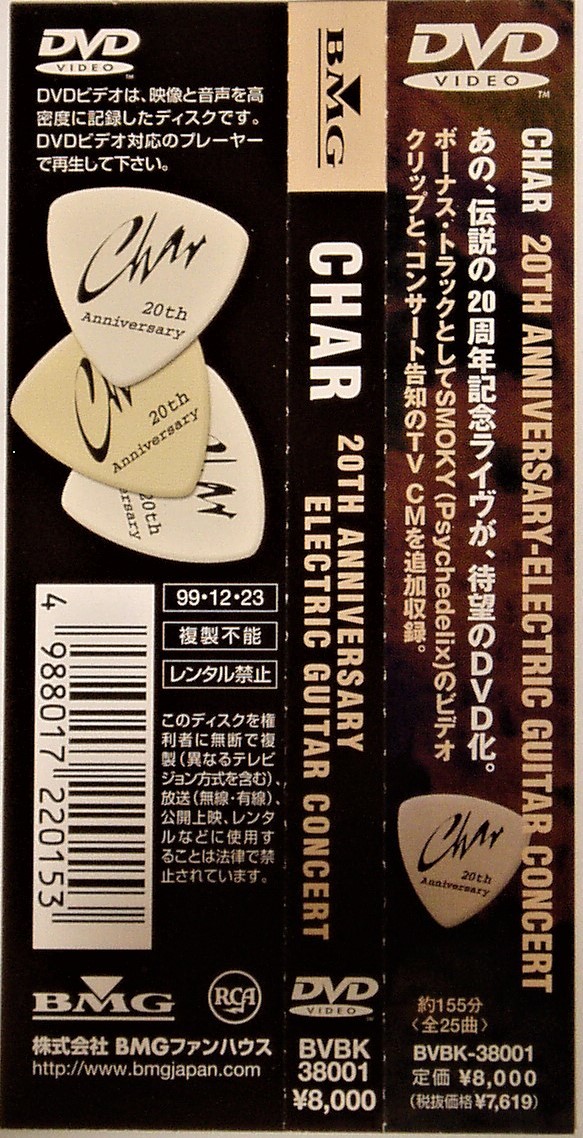 DVD
VIDEO
TM
DVDビデオは、映像と音声を高
密度に記録したディスクです。
DVDビデオ対応のプレーヤー
で再生して下さい。
Char
20th
Anniversary
20th
Anniversary
20th
99・12・23
複製不能
レンタル禁止
このディスクを権
利者に無断で複
製（異なるテレビ
ジョン方式を含む）、
放送（無線・有線）、
公開上映、レンタ
ルなどに使用す
ることは法律で禁
止されています。
4 988017 220153
BMG
RCA
株式会社 BMGファンハウス
http://www.bmgjapan.com
BMG
CHAR
20TH ANNIVERSARY
ELECTRIC GUITAR CONCERT
DVD
VIDEO
BVBK
38001
¥8,000
DVD
VIDEO
TM
CHAR 20TH ANNIVERSARY-ELECTRIC GUITAR CONCERT
あの、伝説の20周年記念ライヴが、待望のDVD化。
ボーナス・トラックとしてSMOKY(Psychedelix)のビデオ
クリップと、コンサート告知のTV CMを追加収録。
Char
20th
Anniversary
約155分
〈全25曲〉
BVBK-38001
定価 ¥8,000
(税抜価格¥7,619)